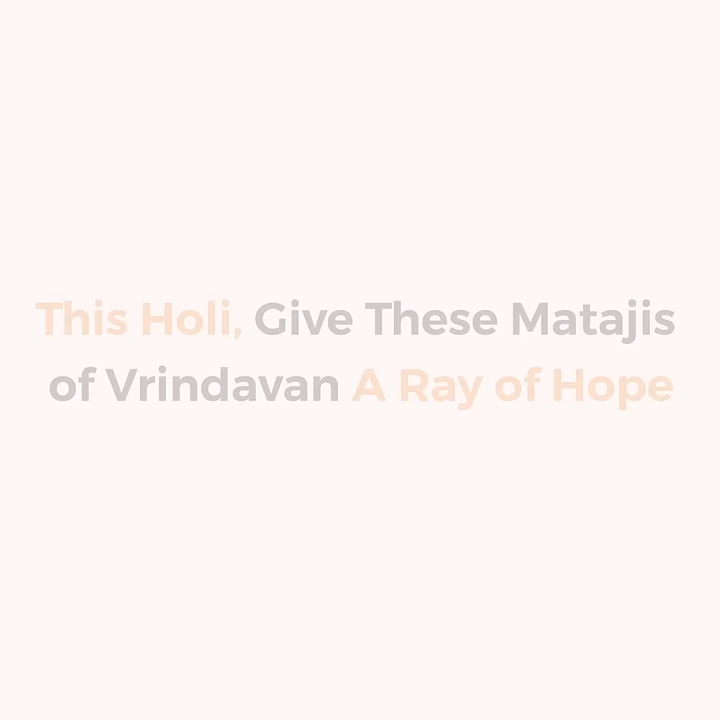 This Holi, Give These Matajis
of Vrindavan A Ray of Hope